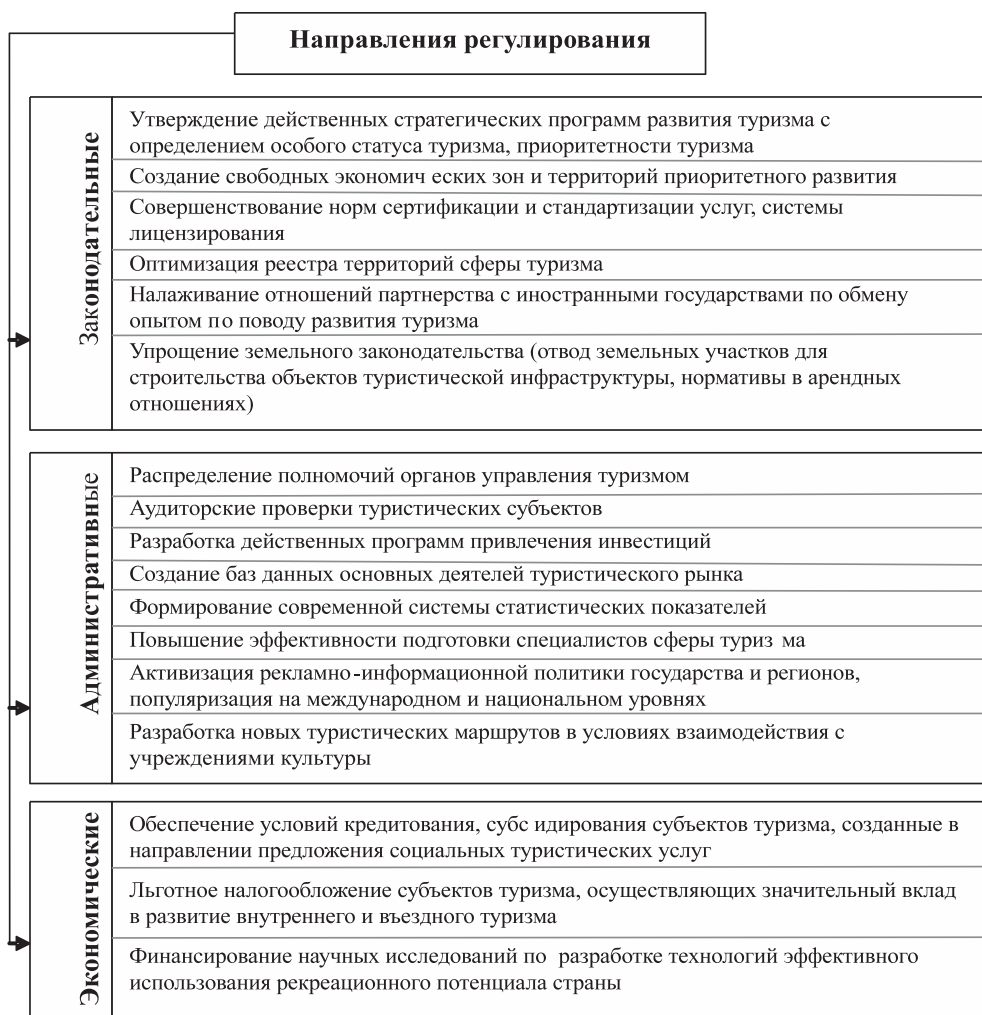 Направления регулирования
Законодательные
Утверждение действенных стратегических программ развития туризма с
определением особого статуса туризма, приоритетности туризма
Создание свободных экономич еских зон и территорий приоритетного развития
Совершенствование норм сертификации и стандартизации услуг, системы
лицензирования
Оптимизация реестра территорий сферы туризма
Налаживание отношений партнерства с иностранными государствами по обмену
опытом по поводу развития туризма
Упрощение земельного законодательства (отвод земельных участков для
строительства объектов туристической инфраструктуры, нормативы в арендных
отношениях)
Административные
Распределение полномочий органов управления туризмом
Аудиторские проверки туристических субъектов
Разработка действенных программ привлечения инвестиций
Создание баз данных основных деятелей туристического рынка
Формирование современной системы статистических показателей
Повышение эффективности подготовки специалистов сферы туриз ма
Активизация рекламно-информационной политики государства и регионов,
популяризация на международном и национальном уровнях
Разработка новых туристических маршрутов в условиях взаимодействия с
учреждениями культуры
Экономические
Обеспечение условий кредитования, субс идирования субъектов туризма, созданные в
направлении предложения социальных туристических услуг
Льготное налогообложение субъектов туризма, осуществляющих значительный вклад
в развитие внутреннего и въездного туризма
Финансирование научных исследований по разработке технологий эффективного
использования рекреационного потенциала страны